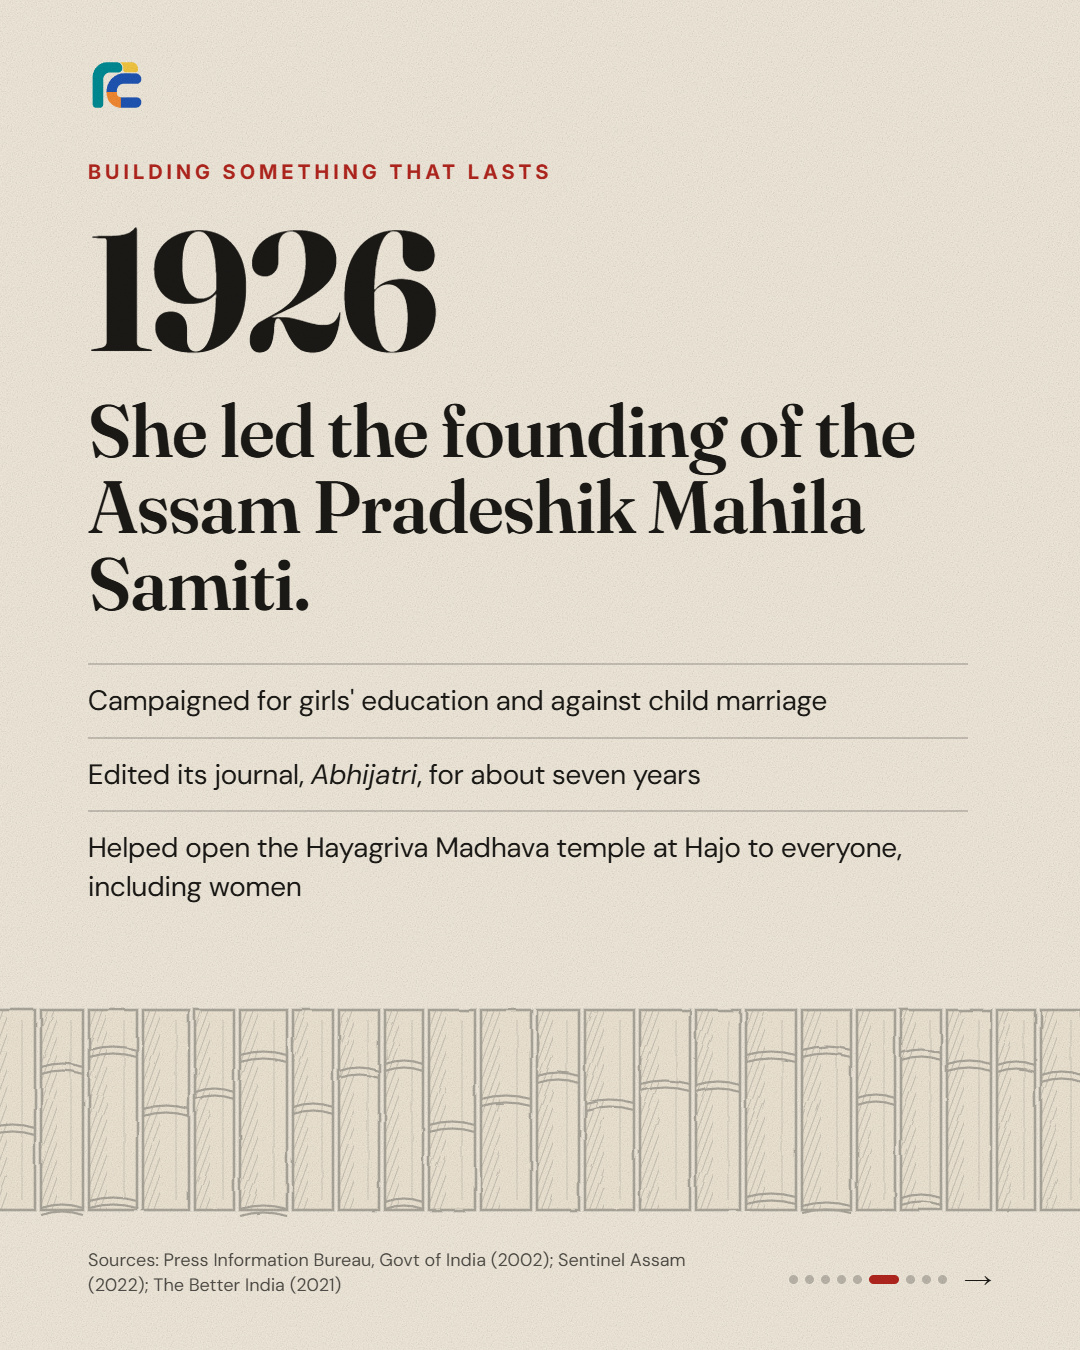 BUILDING SOMETHING THAT LASTS
1926
She led the founding of the
Assam Pradeshik Mahila
Samiti.
Campaigned for girls' education and against child marriage
Edited its journal, Abhijatri, for about seven years
Helped open the Hayagriva Madhava temple at Hajo to everyone,
including women
Sources: Press Information Bureau, Govt of India (2002); Sentinel Assam
(2022); The Better India (2021)